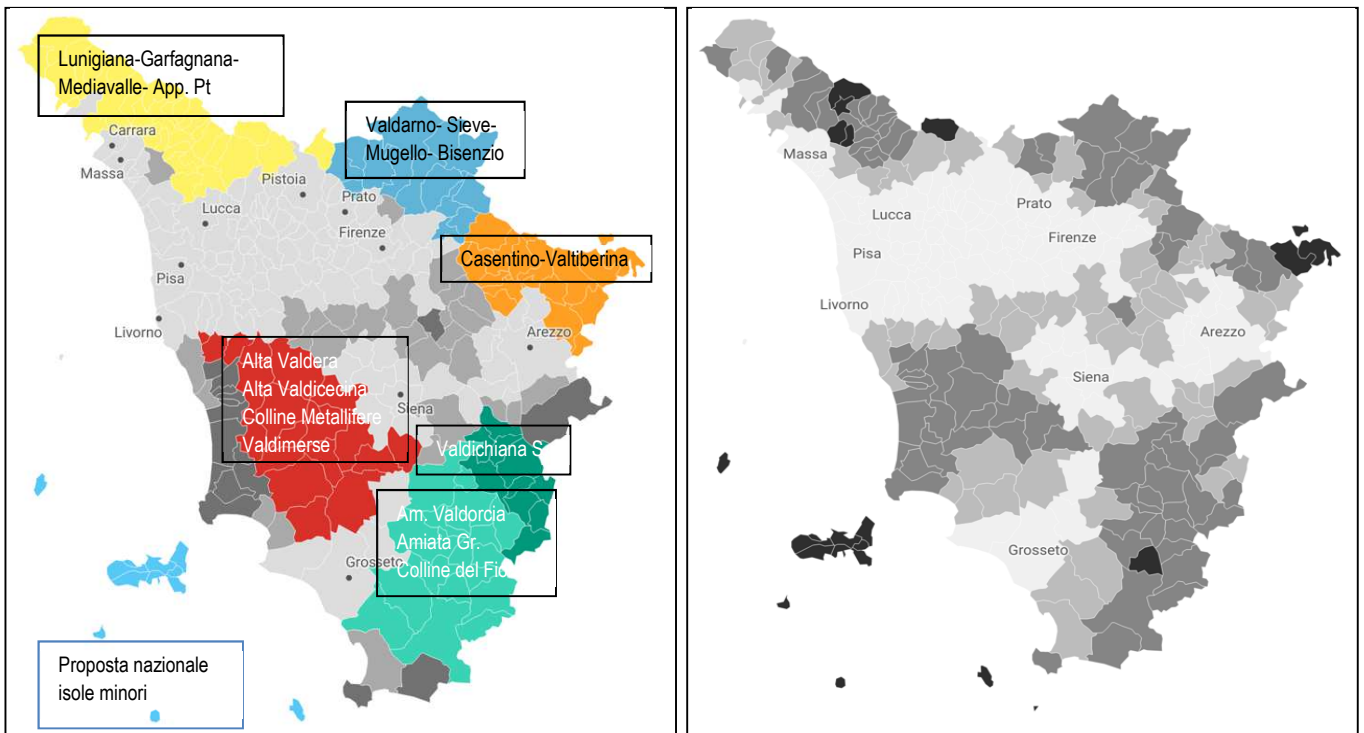 Lunigiana-Garfagnana-
Mediavalle- App. Pt
Carrara
Massa
Pistoia
Lucca
Pisa
Livorno
Valdarno- Sieve-
Mugello- Bisenzio
Prato
Firenze
Casentino-Valtiberina
Arezzo
Alta Valdera
Alta Valdicecina
Colline Metallifere
Valdimerse
Siena
Valdichiana S
Am. Valdorcia
Amiata Gr.
Colline del Fio
Grosseto
Proposta nazionale
isole minori
Massa
Lucca
Prato
Firenze
Pisa
Livorno
Arezzo
Siena
Grosseto